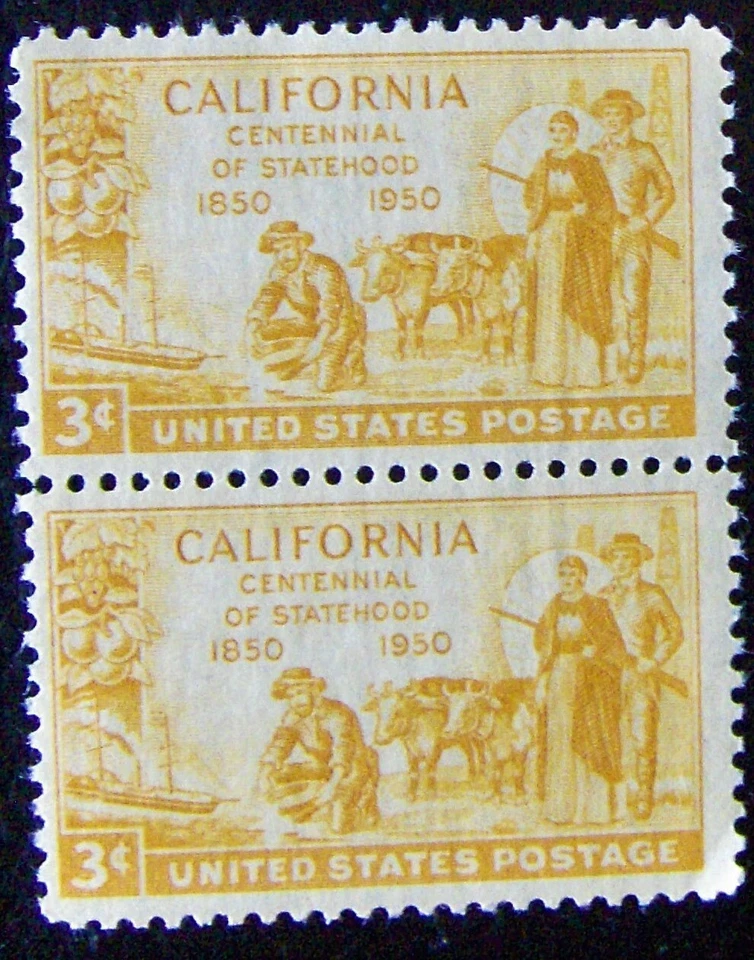 CALIFORNIA
CENTENNIAL
OF STATEHOOD
1850 1950
3¢ UNITED STATES POSTAGE
CALIFORNIA
CENTENNIAL
OF STATEHOOD
1850 1950
3¢ UNITED STATES POSTAGE